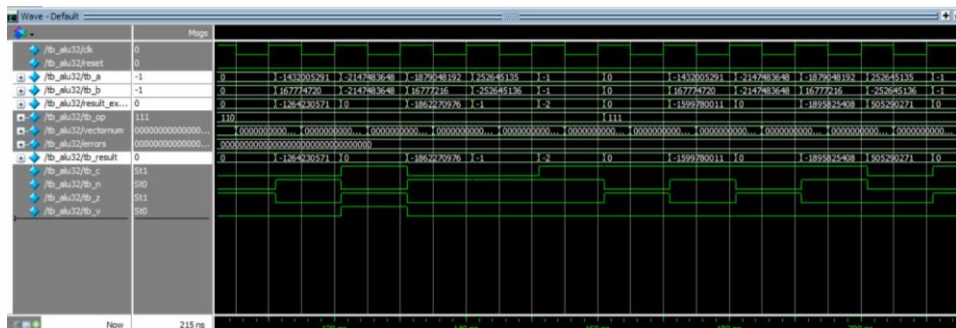 Wave - Default
Msgs
/tb_alu32/clk 0
/tb_alu32/reset 0
/tb_alu32/tb_a -1 0 -1432005291 -2147483648 -1879048192 252645135 -1 0 -1432005291 -2147483648 -1879048192 252645135 -1
/tb_alu32/tb_b -1 0 167774720 -2147483648 16777216 -252645136 -1 0 167774720 -2147483648 16777216 -252645136 -1
/tb_alu32/result_ex... 0 0 -1264230571 0 -1862270976 -1 -2 0 -1599780011 0 -1895825408 505290271 0
/tb_alu32/tb_op 111 110 111
/tb_alu32/vectornum 00000000000000...
/tb_alu32/errors 00000000000000...
/tb_alu32/tb_result 0 0 -1264230571 0 -1862270976 -1 -2 0 -1599780011 0 -1895825408 505290271 0
/tb_alu32/tb_c St1
/tb_alu32/tb_n St0
/tb_alu32/tb_z St1
/tb_alu32/tb_v St0
Now 215 ns